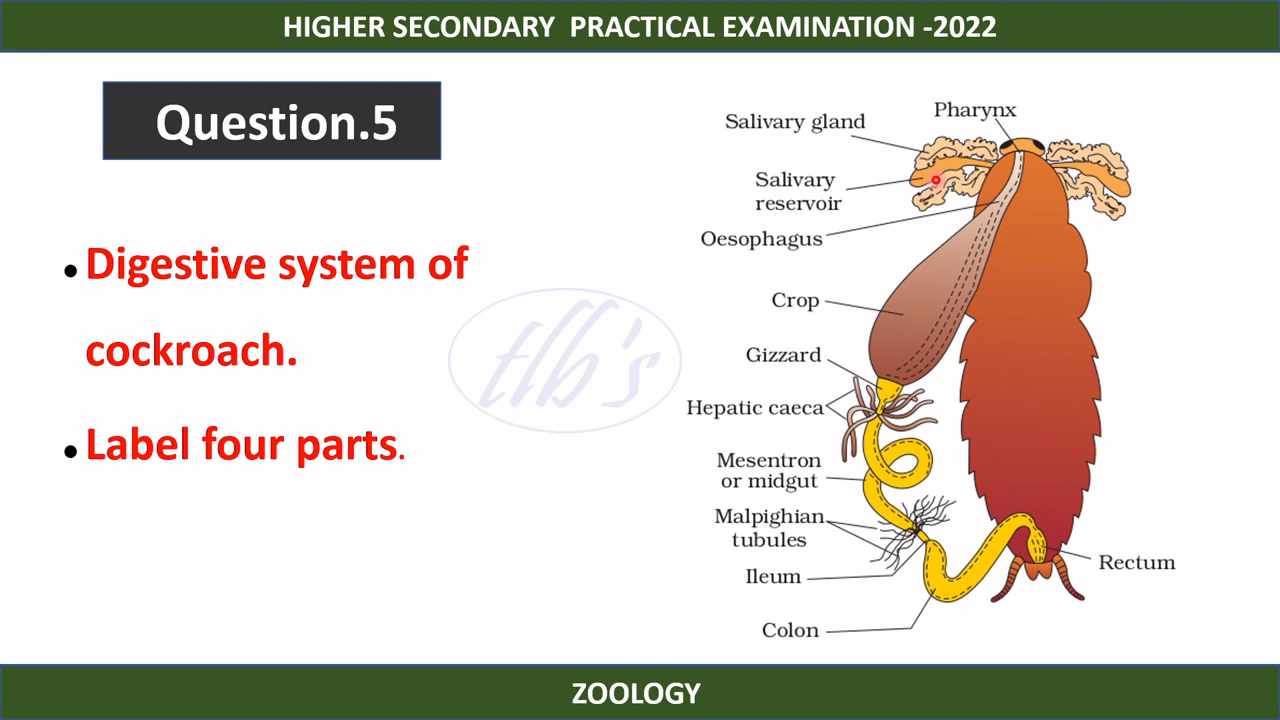 HIGHER SECONDARY PRACTICAL EXAMINATION -2022
Question.5
Digestive system of
cockroach.
Label four parts.
tlb's
Pharynx
Salivary gland
Salivary
reservoir
Oesophagus
Crop
Gizzard
Hepatic caeca
Mesentron
or midgut
Malpighian
tubules
Ileum
Rectum
Colon
ZOOLOGY